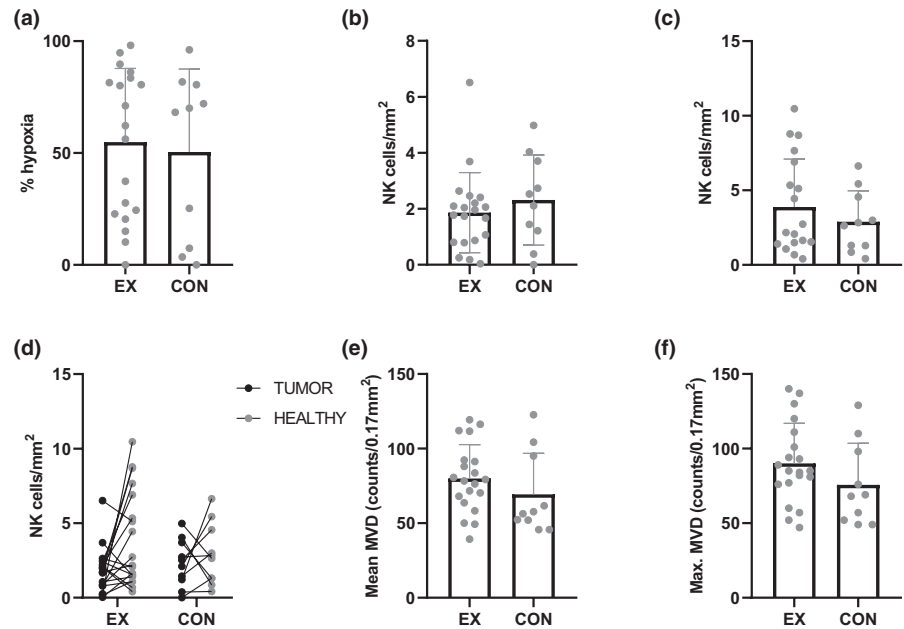 (a)
% hypoxia
100
50
0
EX CON
(b)
NK cells/mm²
8
6
4
2
0
EX CON
(c)
NK cells/mm²
15
10
5
0
EX CON
(d)
NK cells/mm²
15
10
5
0
EX CON
TUMOR
HEALTHY
(e)
Mean MVD (counts/0.17mm²)
150
100
50
0
EX CON
(f)
Max. MVD (counts/0.17mm²)
150
100
50
0
EX CON